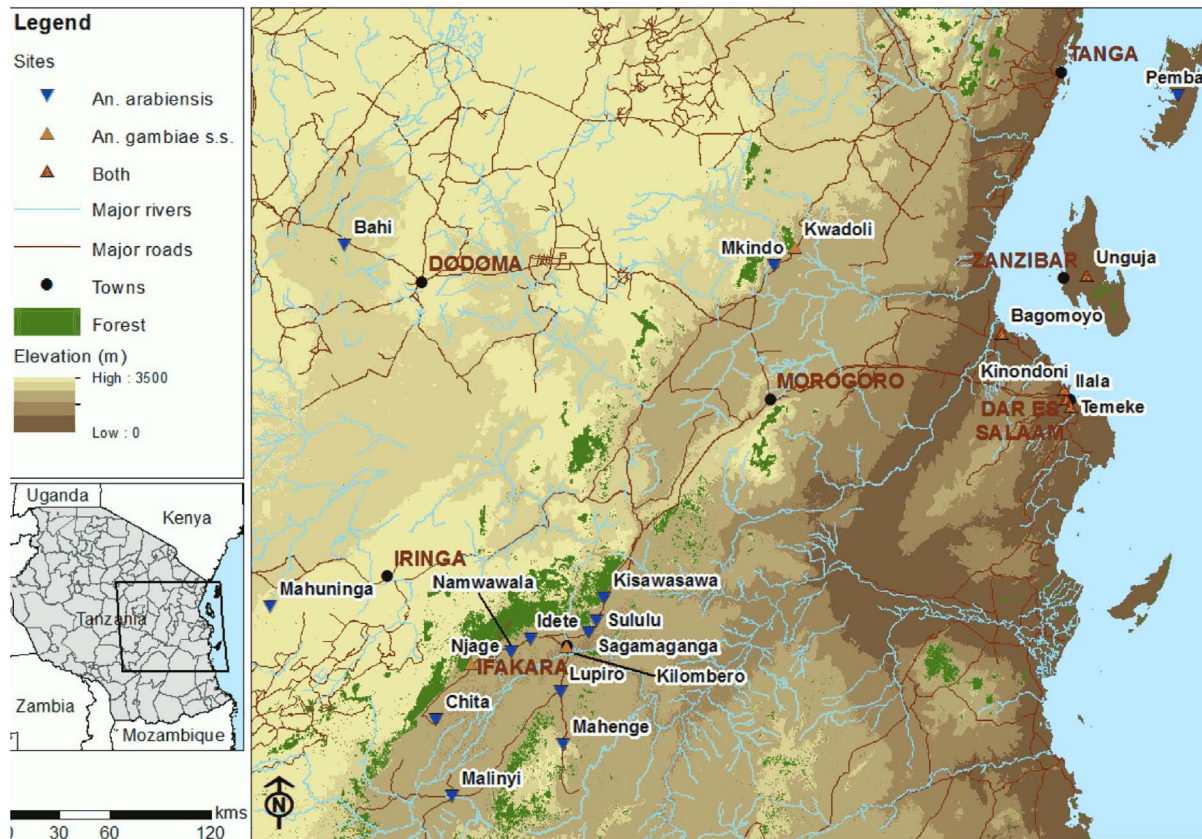 Legend
Sites
An. arabiensis
An. gambiae s.s.
Both
Major rivers
Major roads
Towns
Forest
Elevation (m)
High : 3500
Low : 0
Uganda
Kenya
Tanzania
Zambia
Mozambique
0 30 60 120 kms
N
TANGA
Pemba
Bahi
Kwadoli
Mkindo
DODOMA
ZANZIBAR
Unguja
Bagomoyo
MOROGORO
Kinondoni
Ilala
DAR ES
SALAAM
Temeke
IRINGA
Mahuninga
Namwawala
Kisawasawa
Idete
Sululu
Njage
Sagamaganga
IFAKARA
Lupiro
Kilombero
Chita
Mahenge
Malinyi